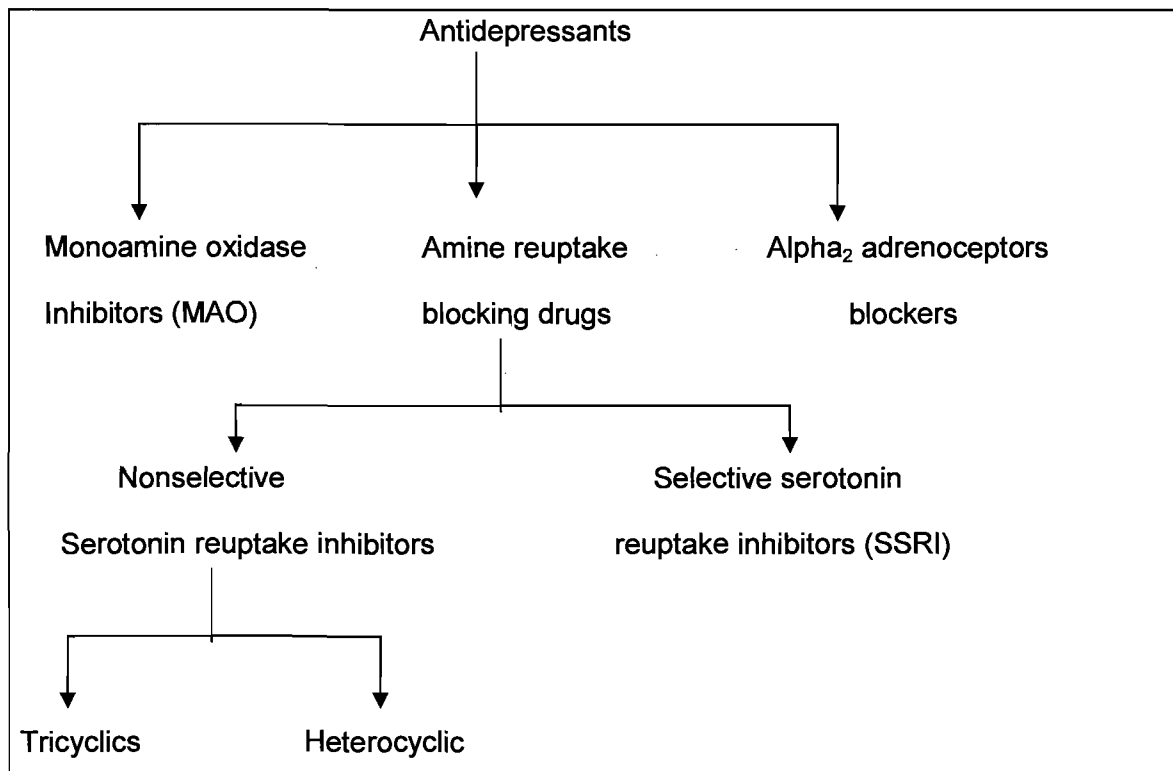 Antidepressants
Monoamine oxidase
Inhibitors (MAO)
Amine reuptake
blocking drugs
Alpha₂ adrenoceptors
blockers
Nonselective
Serotonin reuptake inhibitors
Selective serotonin
reuptake inhibitors (SSRI)
Tricyclics
Heterocyclic